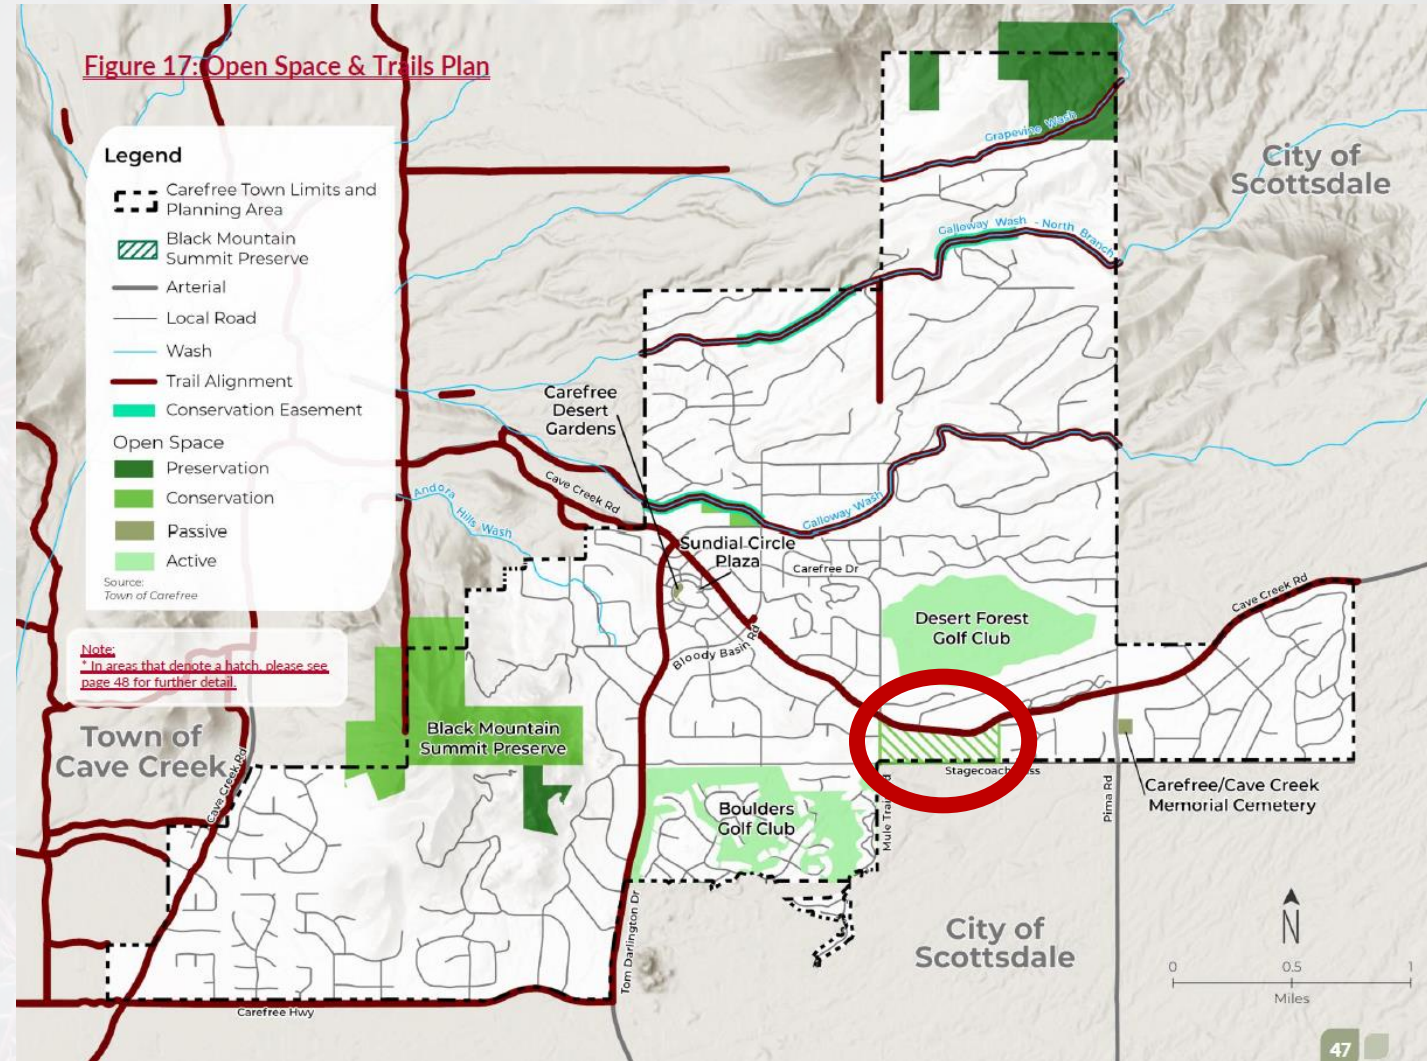 Figure 17: Open Space & Trails Plan
Legend
Carefree Town Limits and
Planning Area
Black Mountain
Summit Preserve
Arterial
Local Road
Wash
Trail Alignment
Conservation Easement
Open Space
Preservation
Conservation
Passive
Active
Source:
Town of Carefree
Note:
* In areas that denote a hatch, please see
page 48 for further detail.
Grapevine Wash
City of
Scottsdale
Galloway Wash - North Branch
Carefree
Desert
Gardens
Cave Creek Rd
Andora
Hills Wash
Galloway Wash
Sundial Circle
Plaza
Carefree Dr
Bloody Basin Rd
Desert Forest
Golf Club
Cave Creek Rd
Town of
Cave Creek
Cave Creek Rd
Black Mountain
Summit Preserve
Stagecoach
Boulders
Golf Club
Mule Train
Pima Rd
Carefree/Cave Creek
Memorial Cemetery
Tom Darlington Dr
City of
Scottsdale
Carefree Hwy
N
0 0.5 1
Miles
47